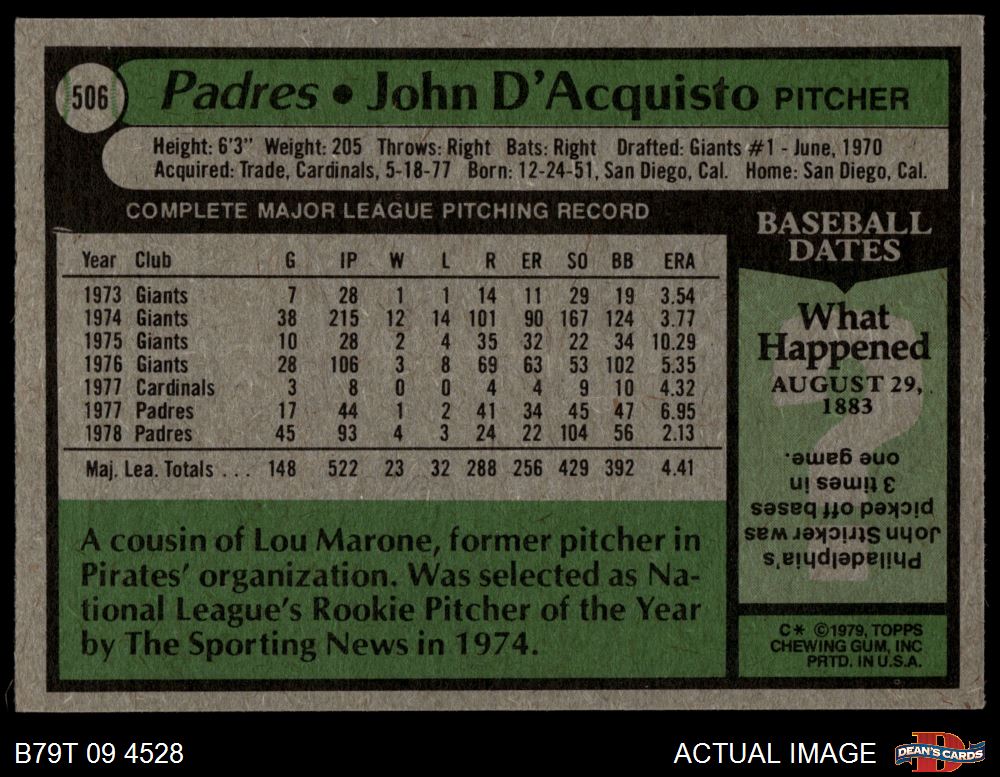 506 Padres • John D'Acquisto PITCHER
Height: 6'3" Weight: 205 Throws: Right Bats: Right Drafted: Giants #1 - June, 1970
Acquired: Trade, Cardinals, 5-18-77 Born: 12-24-51, San Diego, Cal. Home: San Diego, Cal.
COMPLETE MAJOR LEAGUE PITCHING RECORD
Year Club G IP W L R ER SO BB ERA
1973 Giants 7 28 1 1 14 11 29 19 3.54
1974 Giants 38 215 12 14 101 90 167 124 3.77
1975 Giants 10 28 2 4 35 32 22 34 10.29
1976 Giants 28 106 3 8 69 63 53 102 5.35
1977 Cardinals 3 8 0 0 4 4 9 10 4.32
1977 Padres 17 44 1 2 41 34 45 47 6.95
1978 Padres 45 93 4 3 24 22 104 56 2.13
Maj. Lea. Totals . . . 148 522 23 32 288 256 429 392 4.41
A cousin of Lou Marone, former pitcher in
Pirates' organization. Was selected as Na-
tional League's Rookie Pitcher of the Year
by The Sporting News in 1974.
BASEBALL
DATES
What
Happened
AUGUST 29,
1883
Philadelphia's
John Stricker was
picked off bases
3 times in
one game.
C* ©1979, TOPPS
CHEWING GUM, INC
PRTD. IN U.S.A.
B79T 09 4528
ACTUAL IMAGE
DEAN'S CARDS